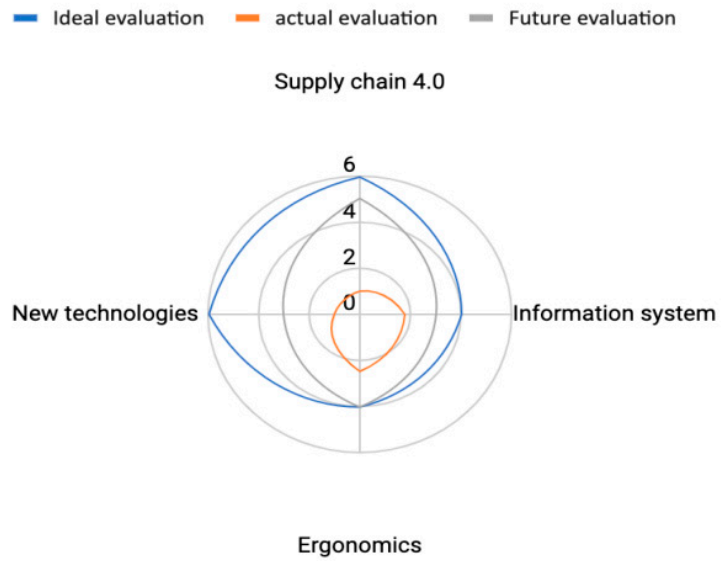 Ideal evaluation actual evaluation Future evaluation
Supply chain 4.0
6
4
2
0
New technologies Information system
Ergonomics